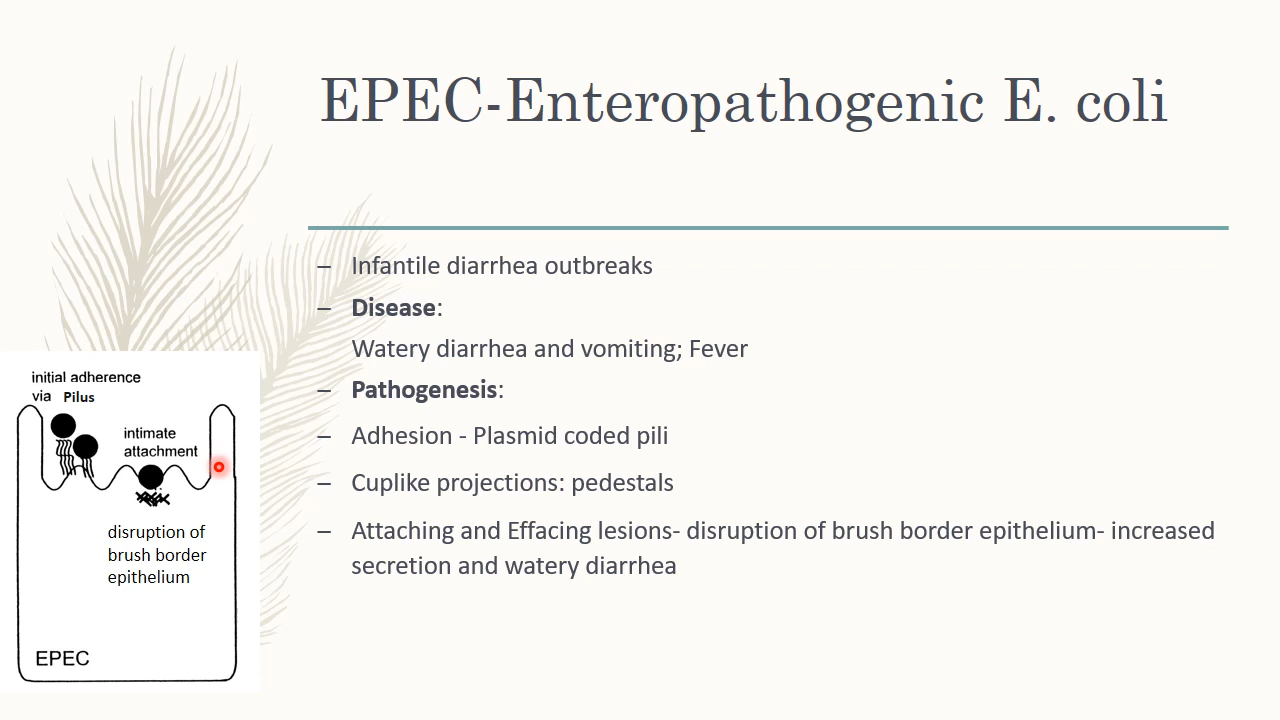 EPEC-Enteropathogenic E. coli
– Infantile diarrhea outbreaks
– Disease:
Watery diarrhea and vomiting; Fever
– Pathogenesis:
– Adhesion - Plasmid coded pili
– Cuplike projections: pedestals
– Attaching and Effacing lesions- disruption of brush border epithelium- increased
secretion and watery diarrhea
initial adherence
via Pilus
intimate
attachment
disruption of
brush border
epithelium
EPEC